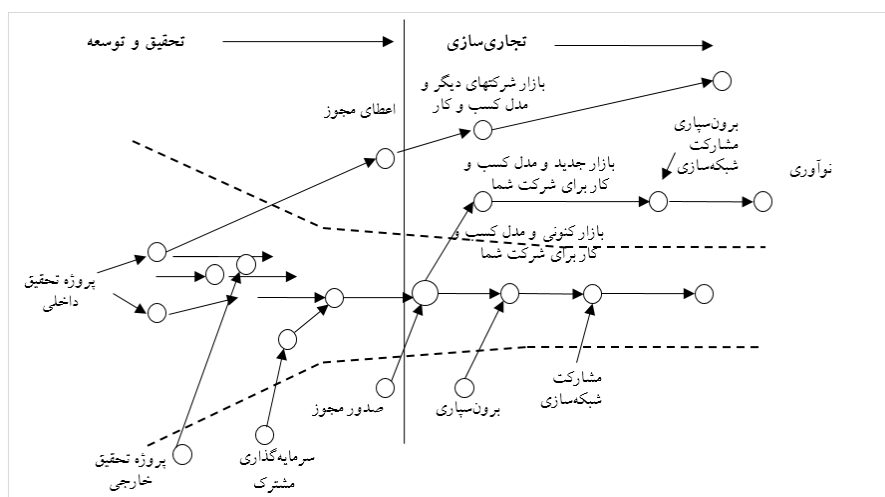 تحقیق و توسعه
تجاری‌سازی
بازار شرکتهای دیگر و
مدل کسب و کار
اعطای مجوز
برون‌سپاری
مشارکت
شبکه‌سازی
نوآوری
بازار جدید و مدل کسب و
کار برای شرکت شما
بازار کنونی و مدل کسب و
کار برای شرکت شما
پروژه تحقیق
داخلی
مشارکت
شبکه‌سازی
برون‌سپاری
صدور مجوز
سرمایه‌گذاری
مشترک
پروژه تحقیق
خارجی